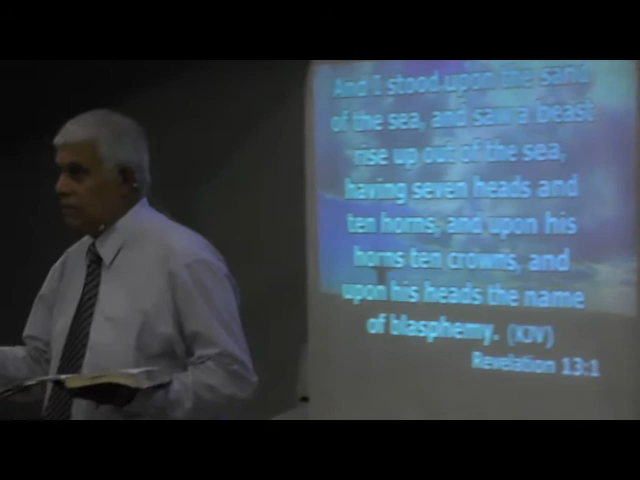 And I stood upon the sand
of the sea, and saw a beast
rise up out of the sea,
having seven heads and
ten horns, and upon his
horns ten crowns, and
upon his heads the name
of blasphemy. (KJV)
Revelation 13:1